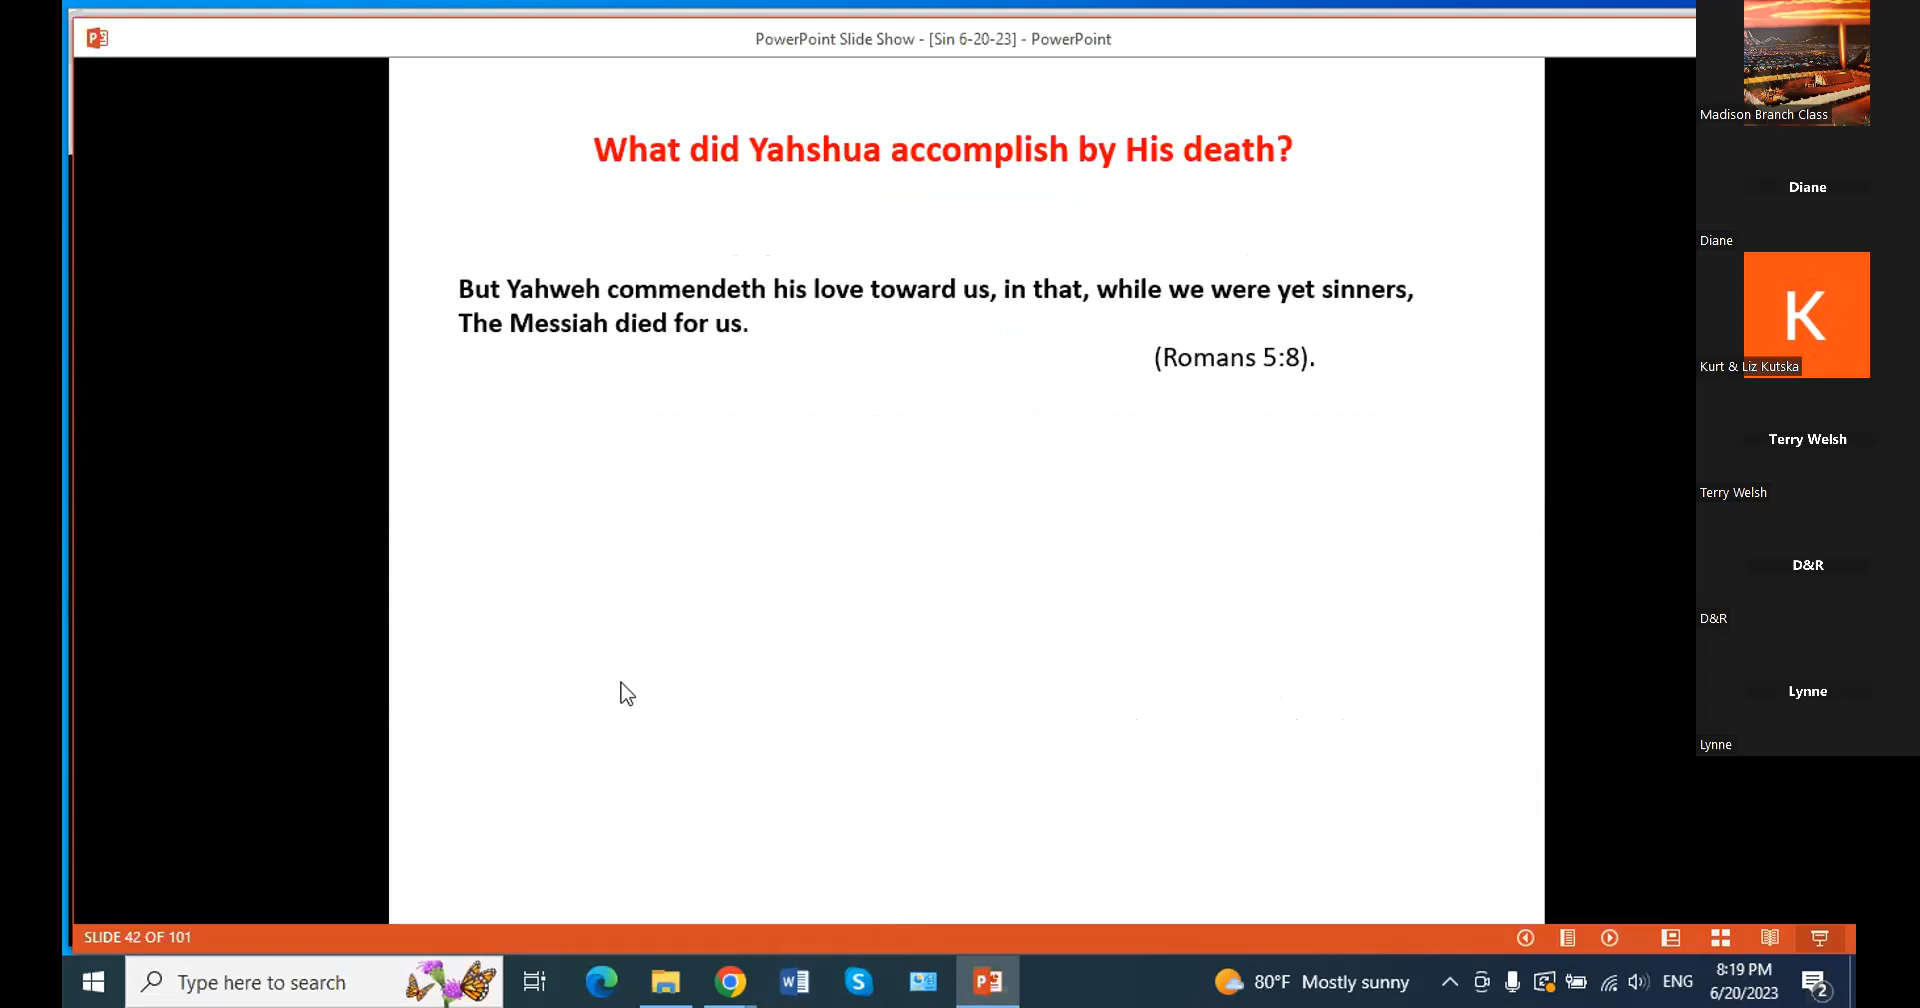 PowerPoint Slide Show - [Sin 6-20-23] - PowerPoint
What did Yahshua accomplish by His death?
But Yahweh commendeth his love toward us, in that, while we were yet sinners,
The Messiah died for us.
(Romans 5:8).
Madison Branch Class
Diane
Diane
K
Kurt & Liz Kutska
Terry Welsh
Terry Welsh
D&R
D&R
Lynne
Lynne
SLIDE 42 OF 101
Type here to search
80°F Mostly sunny
ENG
8:19 PM
6/20/2023
2